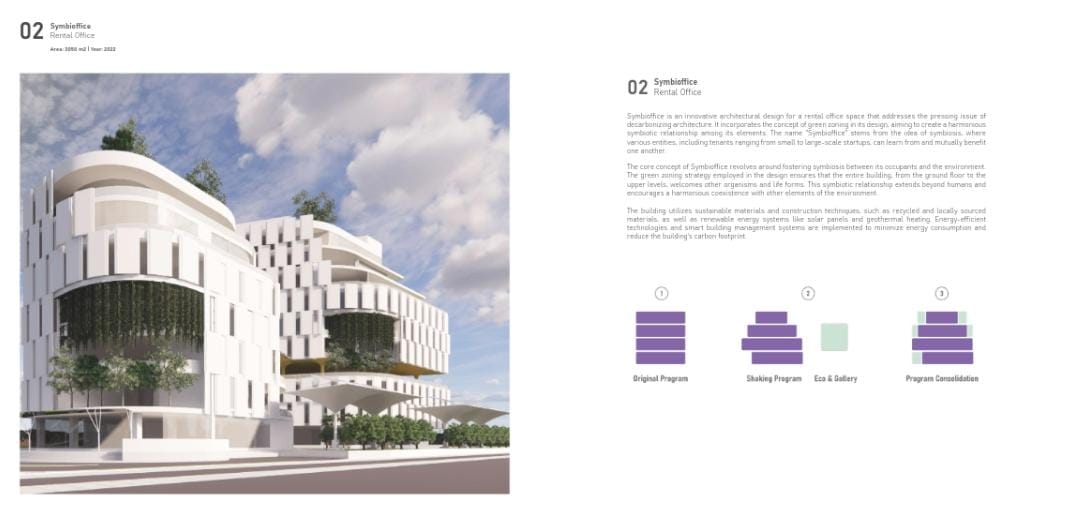 02 Symbioffice
Rental Office
Area: 3050 m2 | Year: 2022
02 Symbioffice
Rental Office
Symbioffice is an innovative architectural design for a rental office space that addresses the pressing issue of
decarbonizing architecture. It incorporates the concept of green zoning in its design, aiming to create a harmonious
symbiotic relationship among its elements. The name "Symbioffice" stems from the idea of symbiosis, where
various entities, including tenants ranging from small to large-scale startups, can learn from and mutually benefit
one another.
The core concept of Symbioffice revolves around fostering symbiosis between its occupants and the environment.
The green zoning strategy employed in the design ensures that the entire building, from the ground floor to the
upper levels, welcomes other organisms and life forms. This symbiotic relationship extends beyond humans and
encourages a harmonious coexistence with other elements of the environment.
The building utilizes sustainable materials and construction techniques, such as recycled and locally sourced
materials, as well as renewable energy systems like solar panels and geothermal heating. Energy-efficient
technologies and smart building management systems are implemented to minimize energy consumption and
reduce the building's carbon footprint.
1 2 3
Original Program Shaking Program Eco & Gallery Program Consolidation